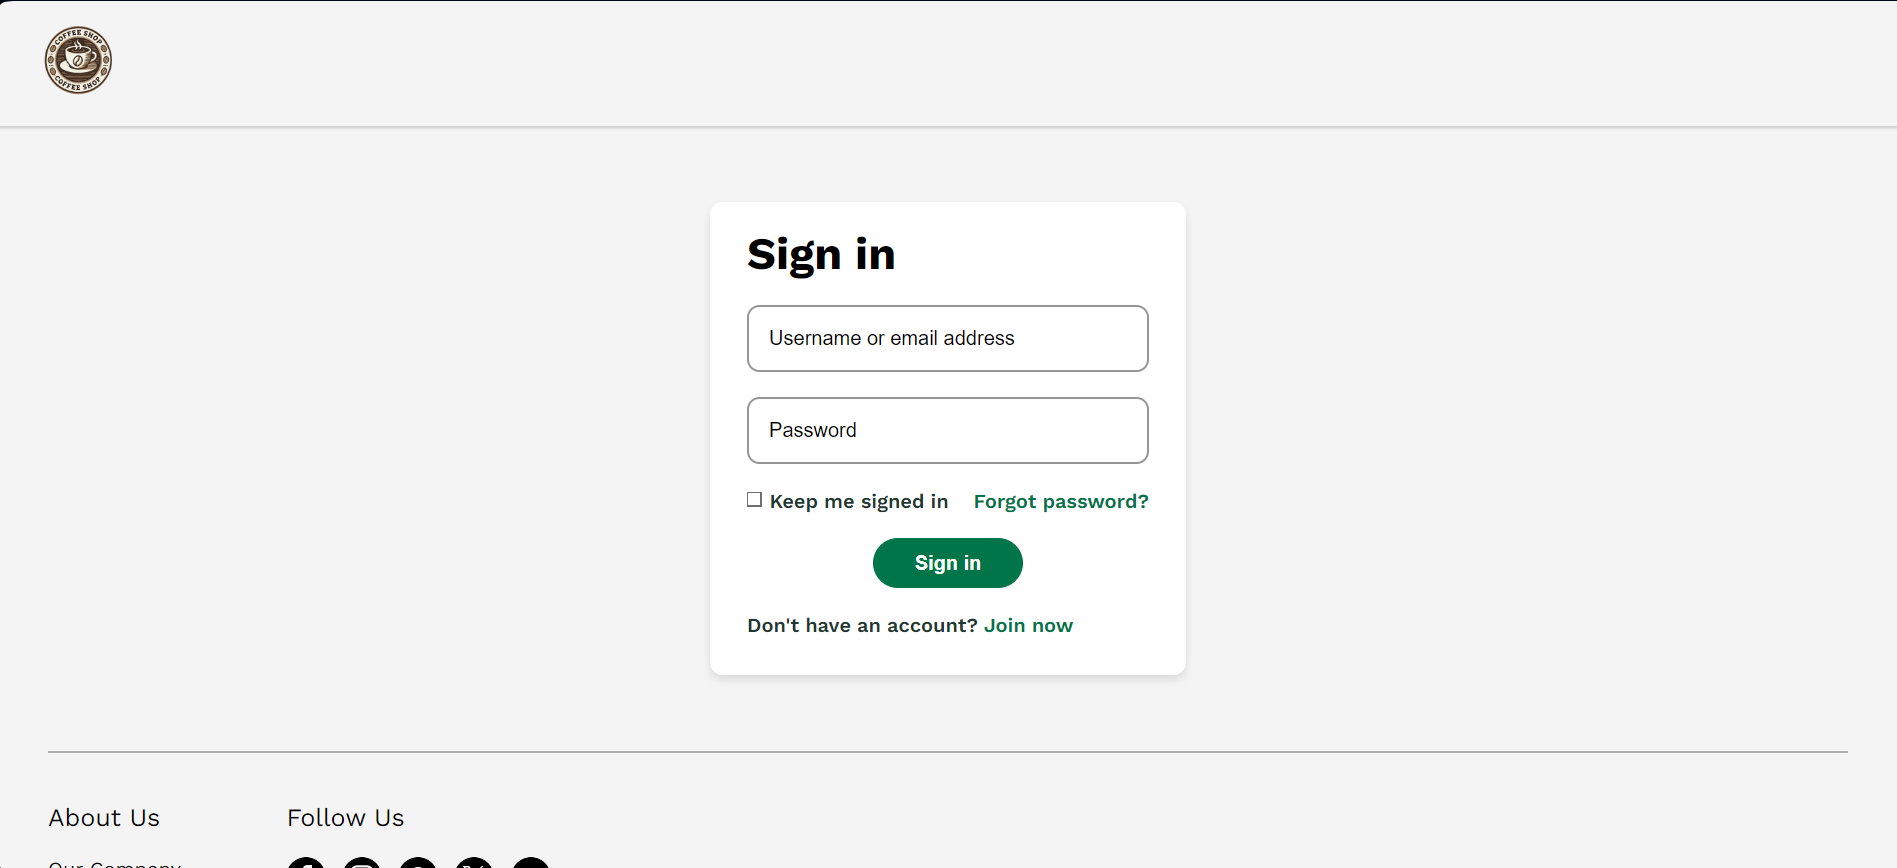 COFFEE SHOP
COFFEE SHOP
Sign in
Username or email address
Password
Keep me signed in Forgot password?
Sign in
Don't have an account? Join now
About Us Follow Us
Our Company